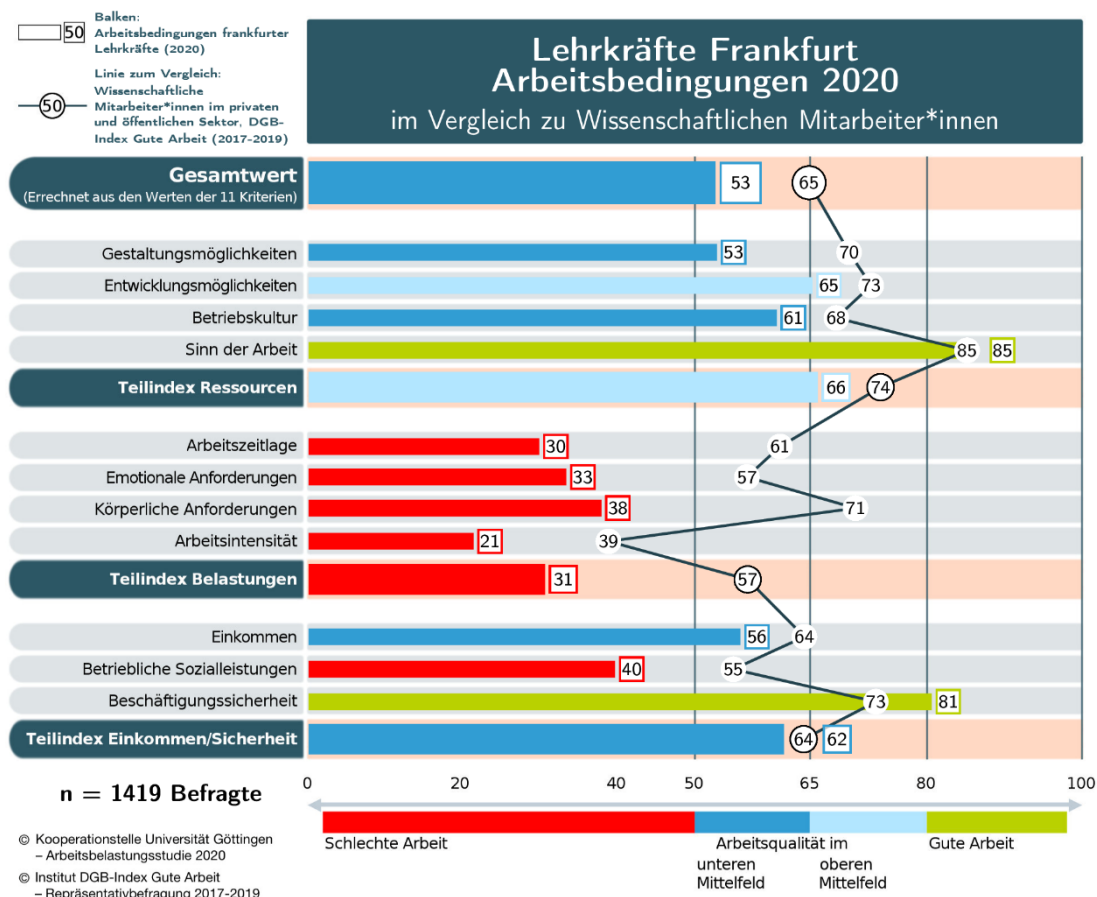 Balken:
50 Arbeitsbedingungen frankfurter
Lehrkräfte (2020)
Linie zum Vergleich:
Wissenschaftliche
50 Mitarbeiter*innen im privaten
und öffentlichen Sektor, DGB-
Index Gute Arbeit (2017-2019)
Lehrkräfte Frankfurt
Arbeitsbedingungen 2020
im Vergleich zu Wissenschaftlichen Mitarbeiter*innen
Gesamtwert
(Errechnet aus den Werten der 11 Kriterien)
53 65
Gestaltungsmöglichkeiten 53 70
Entwicklungsmöglichkeiten 65 73
Betriebskultur 61 68
Sinn der Arbeit 85 85
Teilindex Ressourcen 66 74
Arbeitszeitlage 30 61
Emotionale Anforderungen 33 57
Körperliche Anforderungen 38 71
Arbeitsintensität 21 39
Teilindex Belastungen 31 57
Einkommen 56 64
Betriebliche Sozialleistungen 40 55
Beschäftigungssicherheit 73 81
Teilindex Einkommen/Sicherheit 64 62
0 20 40 50 65 80 100
n = 1419 Befragte
Schlechte Arbeit
Arbeitsqualität im
unteren
Mittelfeld
oberen
Mittelfeld
Gute Arbeit
© Kooperationstelle Universität Göttingen
– Arbeitsbelastungsstudie 2020
© Institut DGB-Index Gute Arbeit
– Repräsentativbefragung 2017-2019